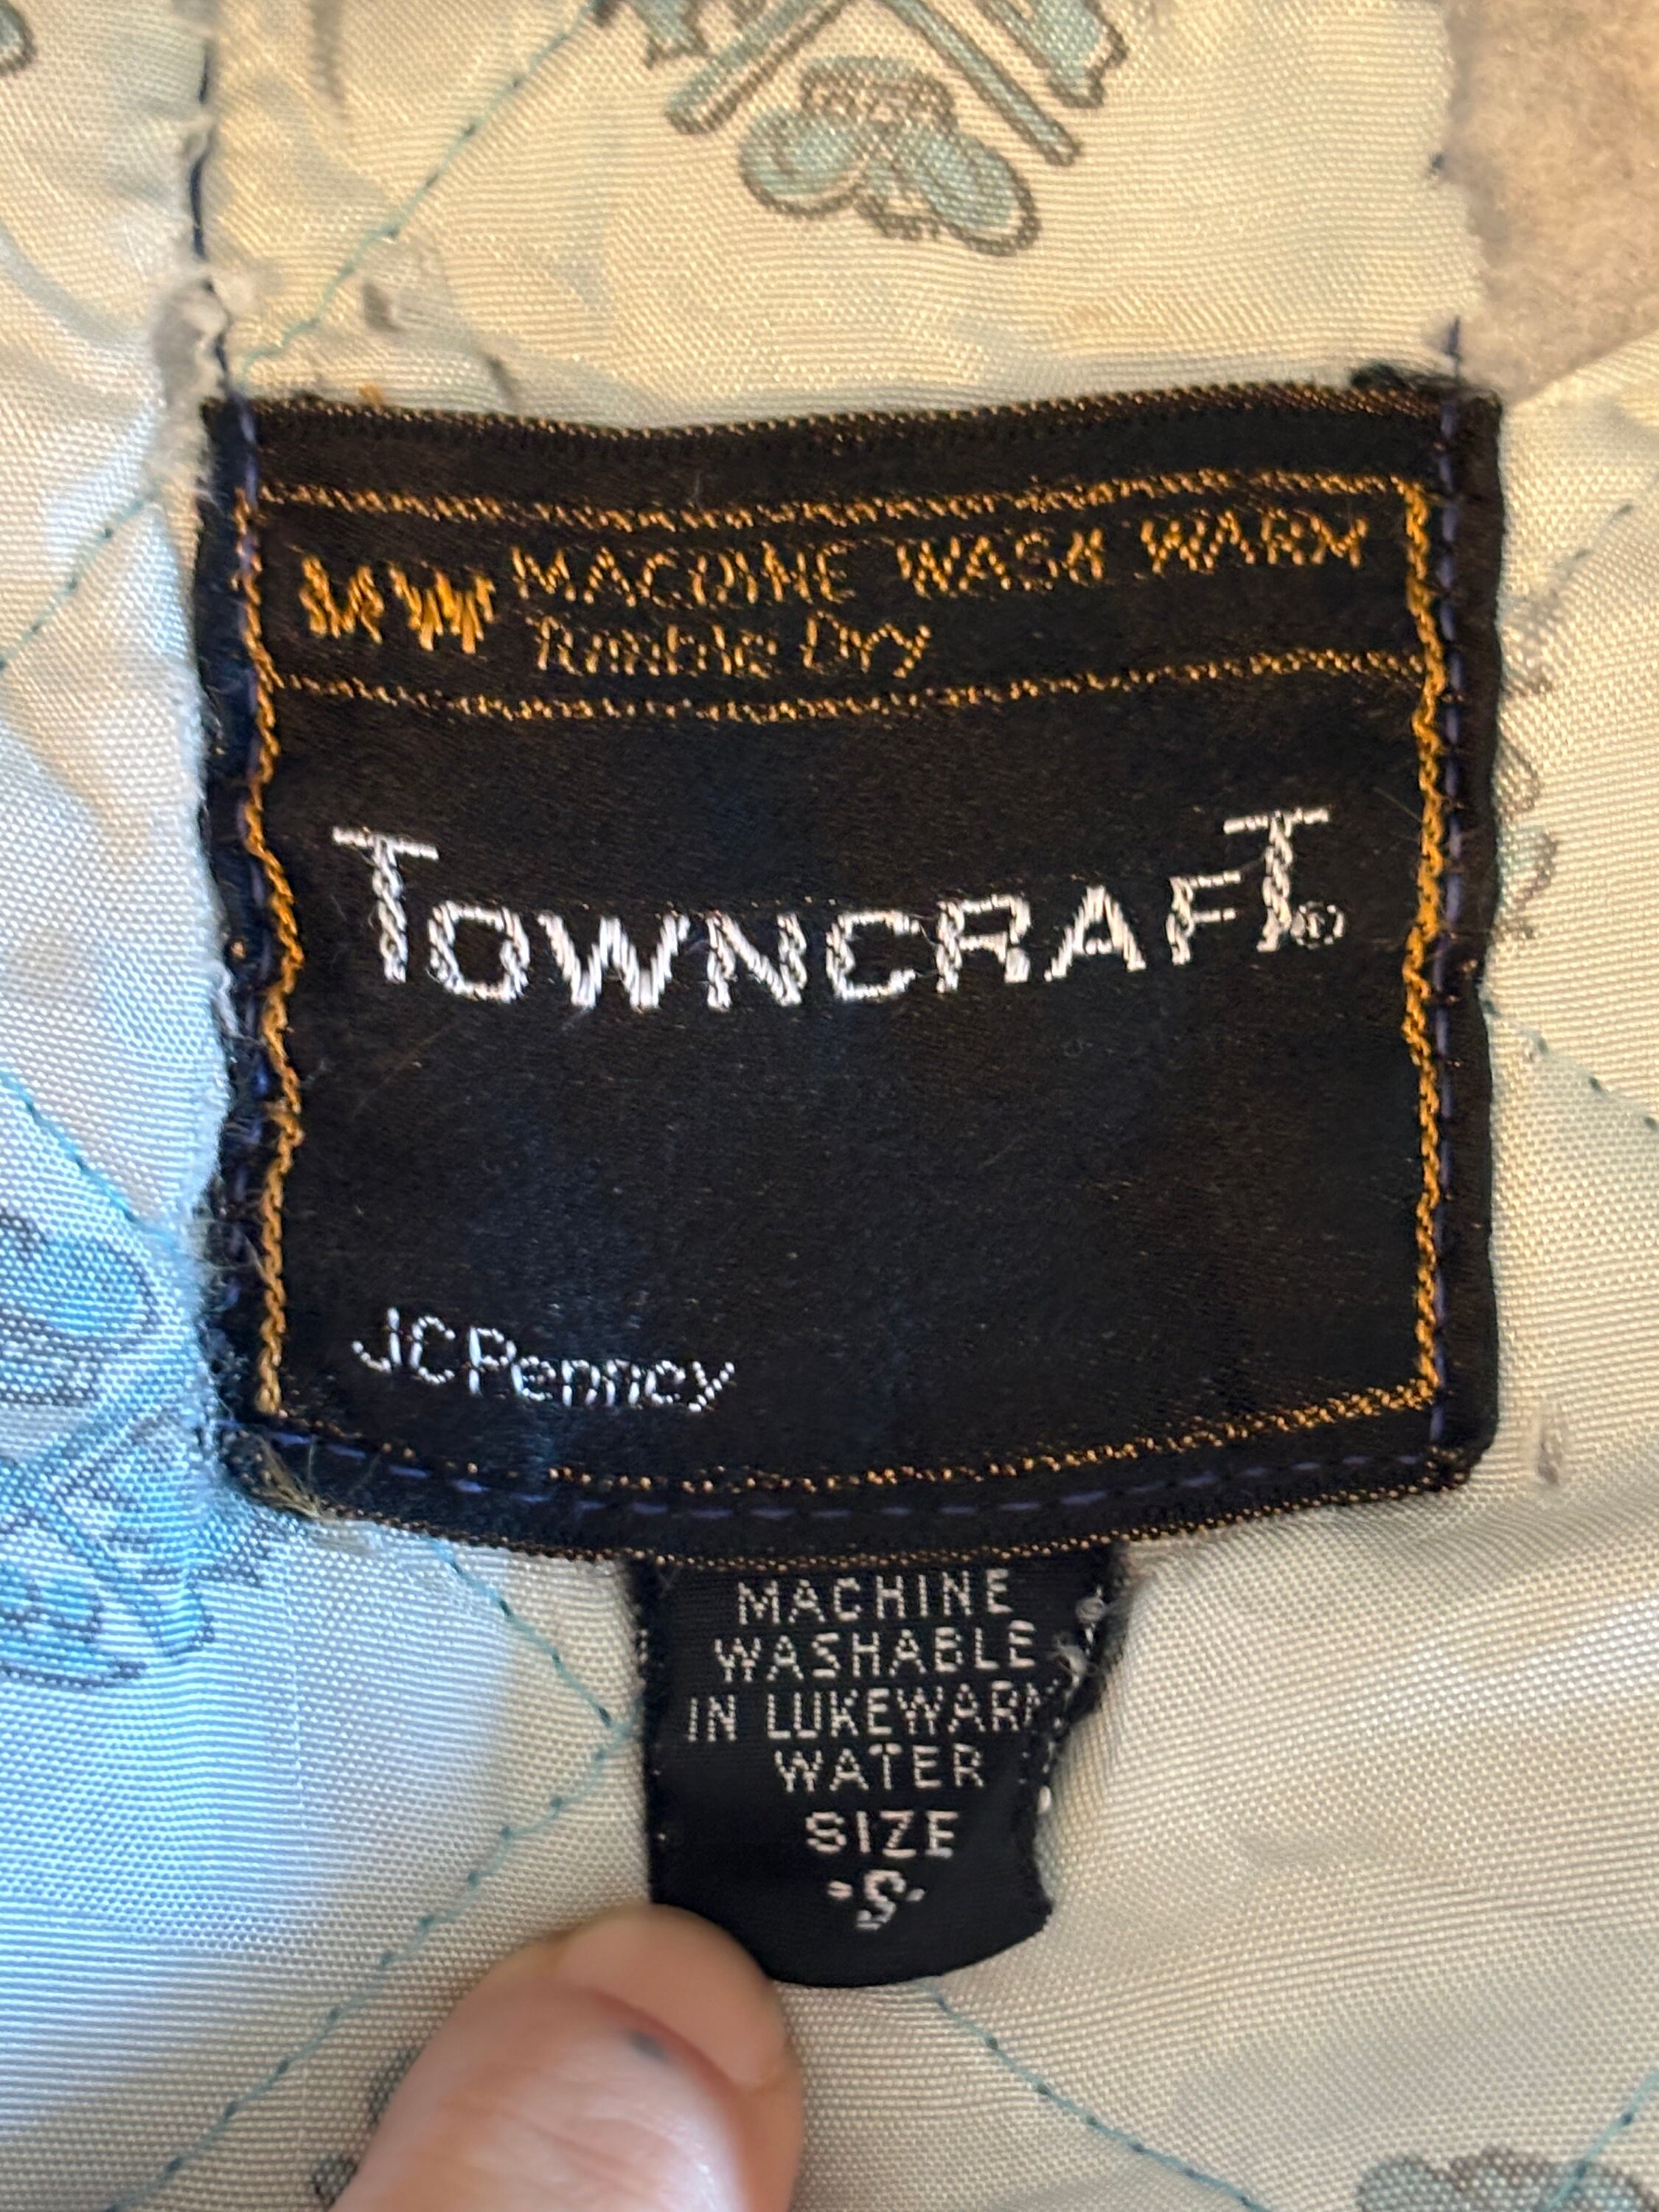 MW MACHINE WASH WARM
Tumble Dry
TOWNCRAFT®
JCPenney
MACHINE
WASHABLE
IN LUKEWARM
WATER
SIZE
·S·